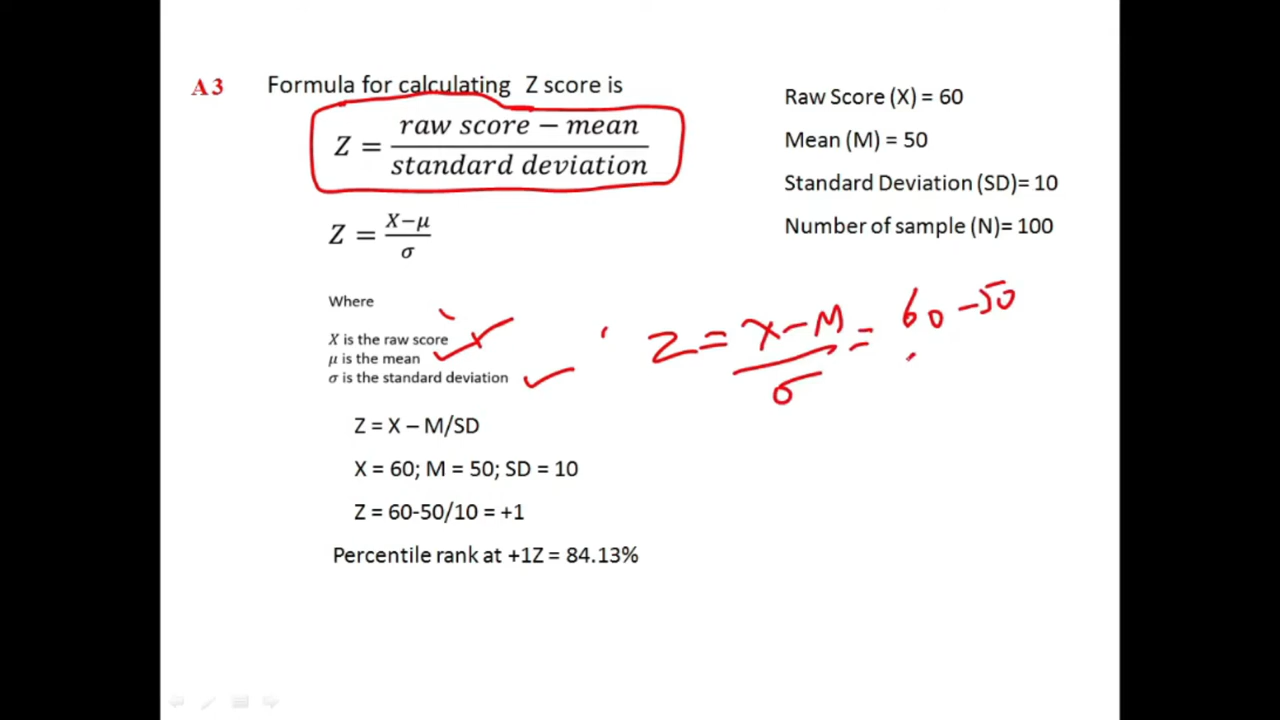 A 3 Formula for calculating Z score is
Z = raw score − mean / standard deviation
Z = X−μ / σ
Where
X is the raw score
μ is the mean
σ is the standard deviation
Z = X – M/SD
X = 60; M = 50; SD = 10
Z = 60-50/10 = +1
Percentile rank at +1Z = 84.13%
Raw Score (X) = 60
Mean (M) = 50
Standard Deviation (SD)= 10
Number of sample (N)= 100
Z = X − M / σ = 60 − 50